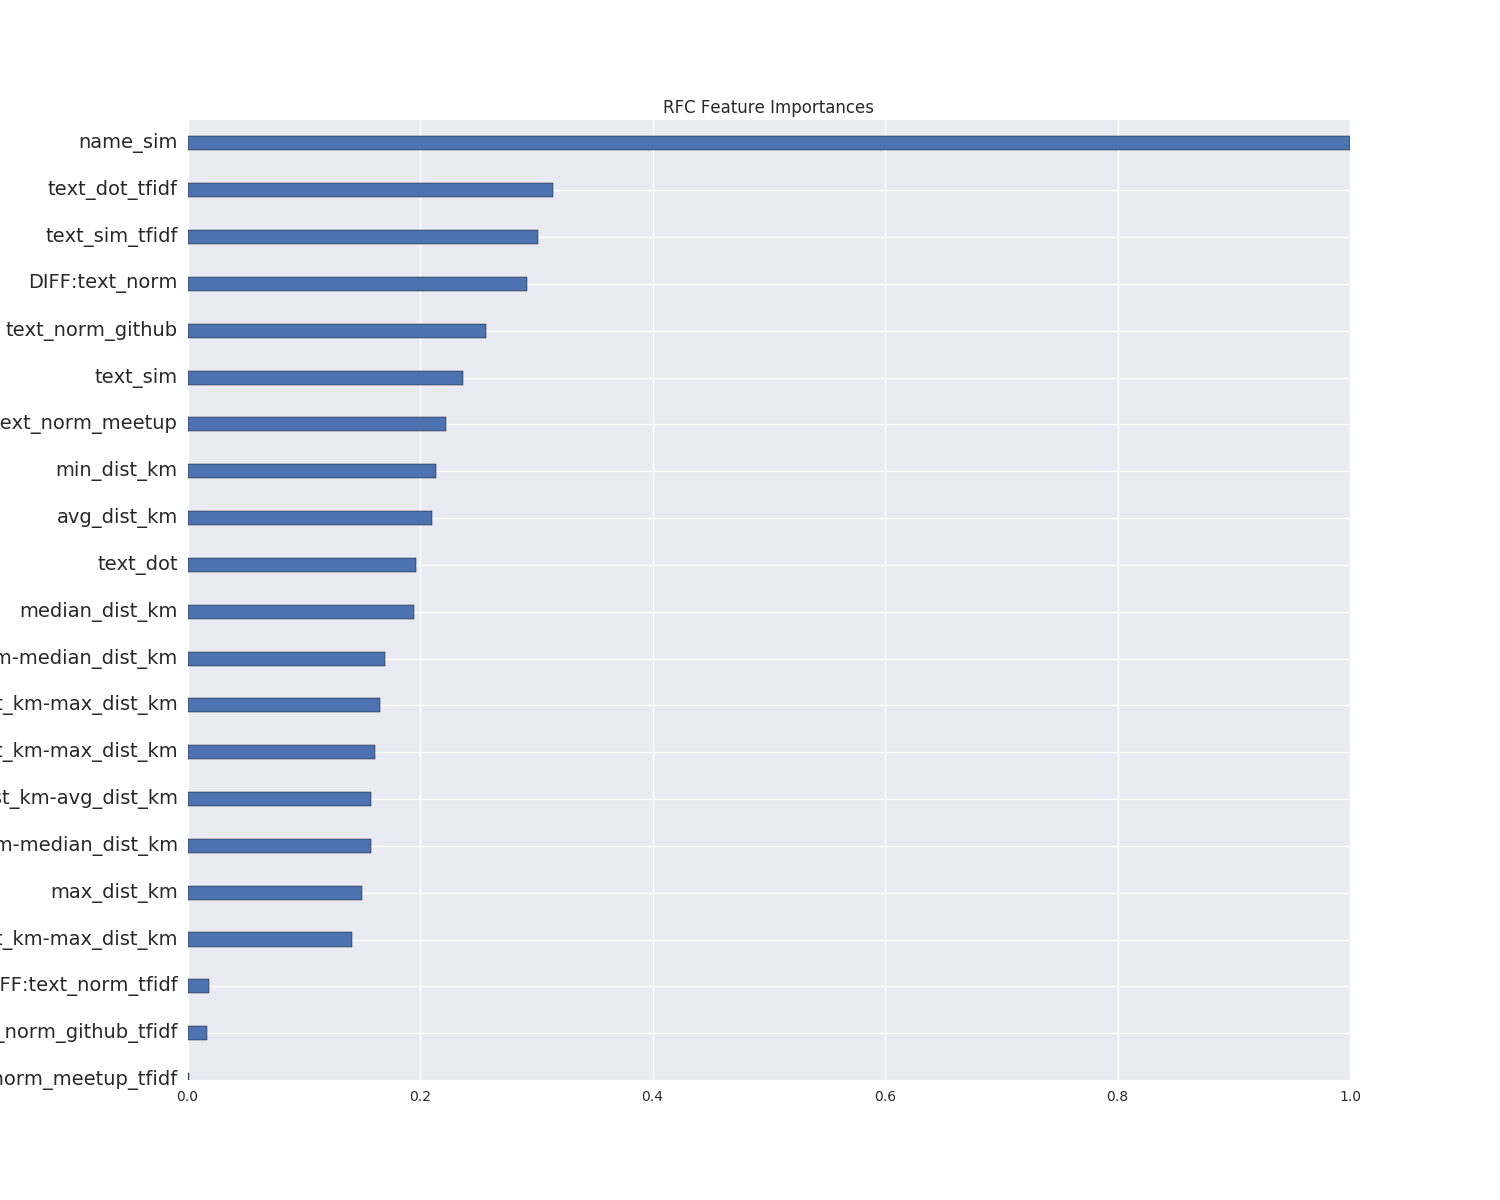 RFC Feature Importances
name_sim
text_dot_tfidf
text_sim_tfidf
DIFF:text_norm
text_norm_github
text_sim
ext_norm_meetup
min_dist_km
avg_dist_km
text_dot
median_dist_km
m-median_dist_km
t_km-max_dist_km
t_km-max_dist_km
st_km-avg_dist_km
m-median_dist_km
max_dist_km
t_km-max_dist_km
FF:text_norm_tfidf
_norm_github_tfidf
norm_meetup_tfidf
0.0 0.2 0.4 0.6 0.8 1.0